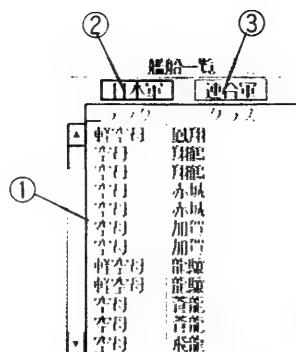 ② ③
艦船一覧
日本軍 連合軍
クラス
軽空母 鳳翔
空母 翔鶴
空母 翔鶴
空母 赤城
空母 赤城
空母 加賀
空母 加賀
軽空母 龍驤
軽空母 龍驤
空母 蒼龍
空母 蒼龍
空母 飛龍
①